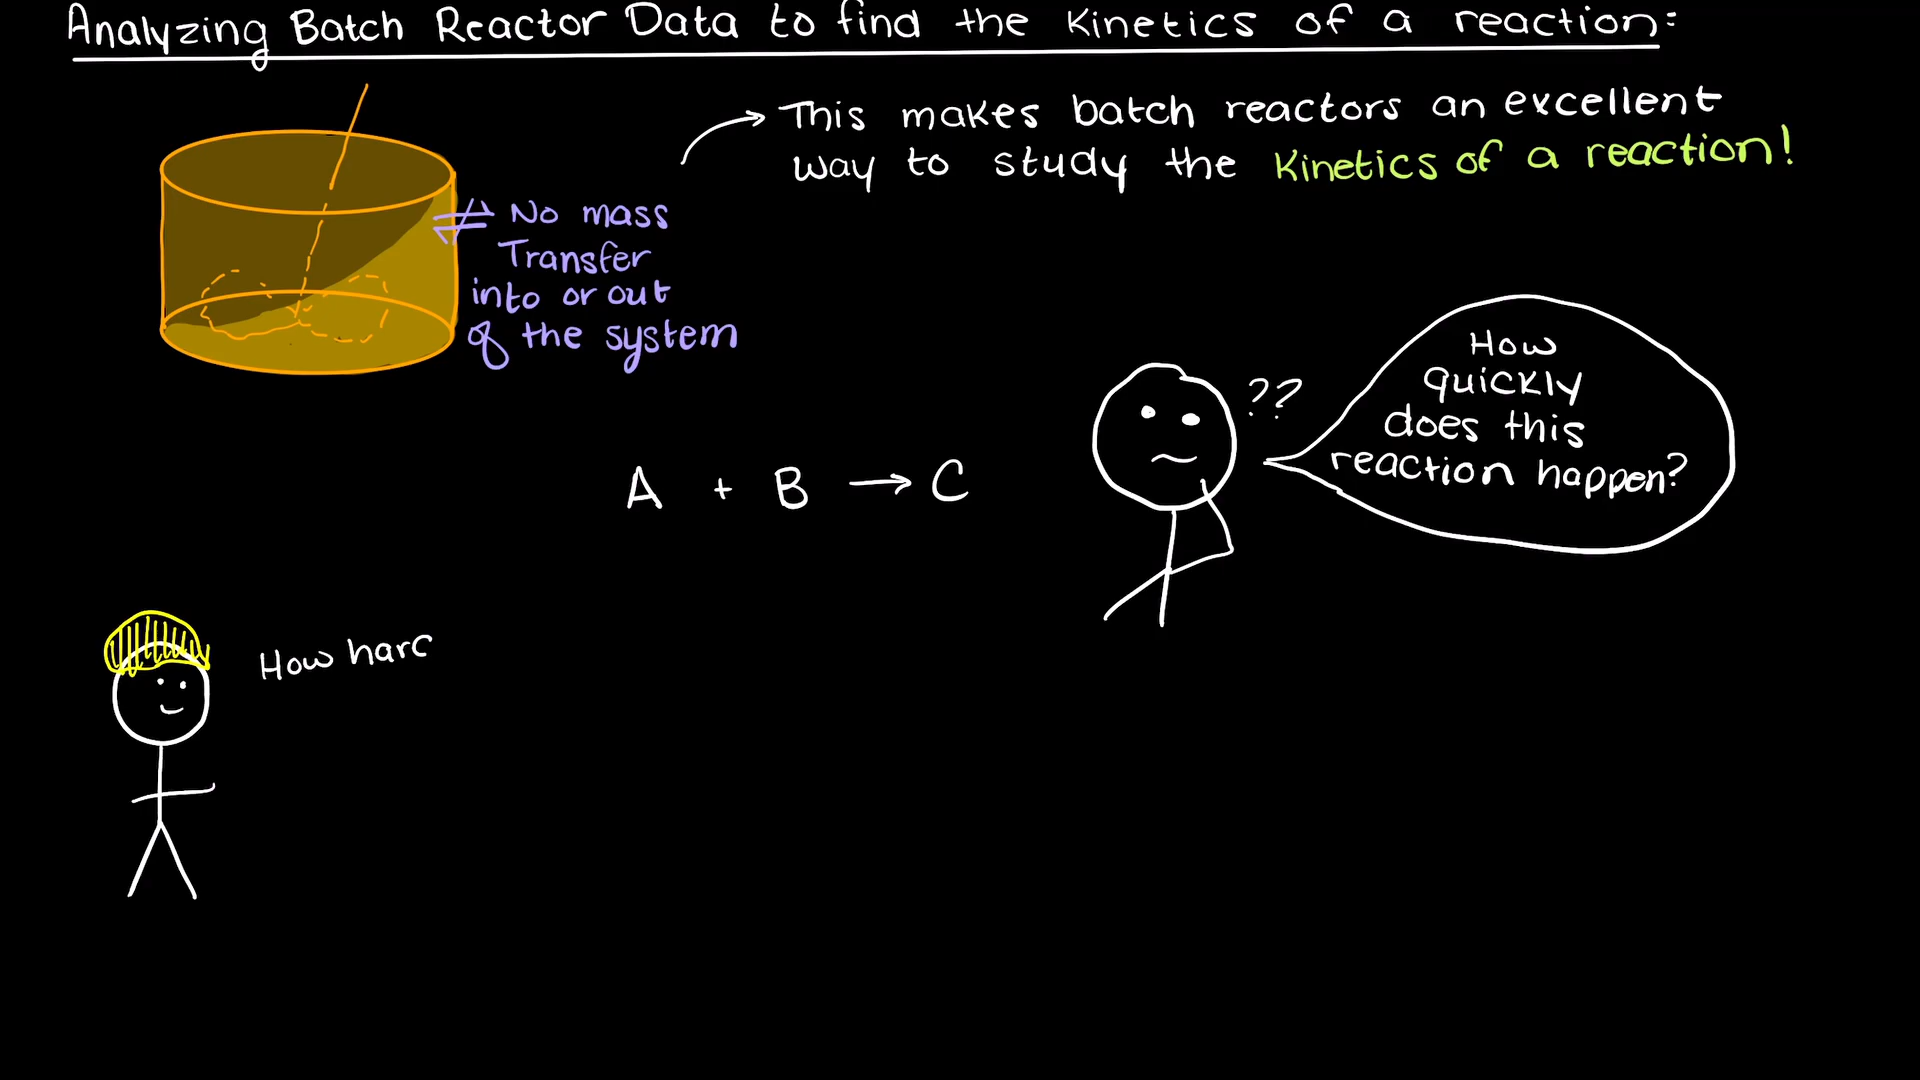 Analyzing Batch Reactor Data to find the Kinetics of a reaction:
This makes batch reactors an excellent
way to study the Kinetics of a reaction!
No mass
Transfer
into or out
of the system
How
quickly
does this
reaction happen?
??
A + B → C
How harc